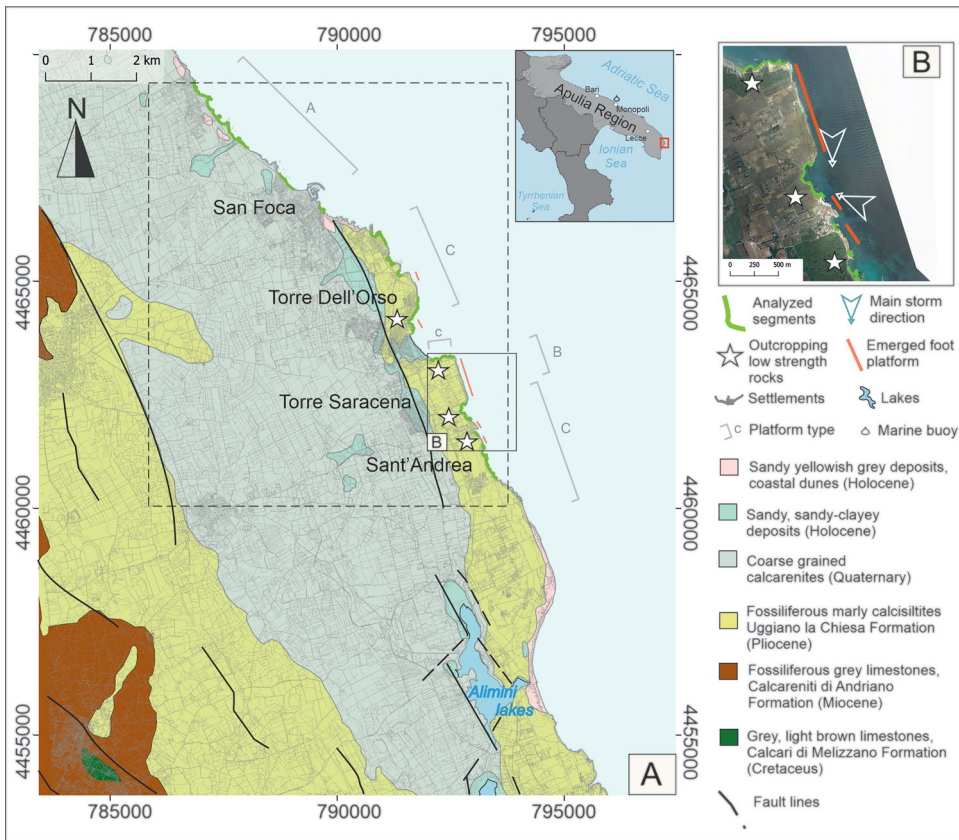 785000
790000
795000
0 1 2 km
N
A
San Foca
C
Torre Dell'Orso
c
B
Torre Saracena
C
B
Sant'Andrea
Alimini
lakes
A
4465000
4460000
4455000
4465000
4460000
4455000
785000
790000
795000
Adriatic Sea
Bari
Monopoli
Apulia Region
Lecce
Ionian
Sea
Tyrrhenian
Sea
B
0 250 500 m
Analyzed
segments
Main storm
direction
Outcropping
low strength
rocks
Emerged foot
platform
Settlements
Lakes
Platform type
Marine buoy
Sandy yellowish grey deposits,
coastal dunes (Holocene)
Sandy, sandy-clayey
deposits (Holocene)
Coarse grained
calcarenites (Quaternary)
Fossiliferous marly calcisiltites
Uggiano la Chiesa Formation
(Pliocene)
Fossiliferous grey limestones,
Calcareniti di Andriano
Formation (Miocene)
Grey, light brown limestones,
Calcari di Melizzano Formation
(Cretaceus)
Fault lines